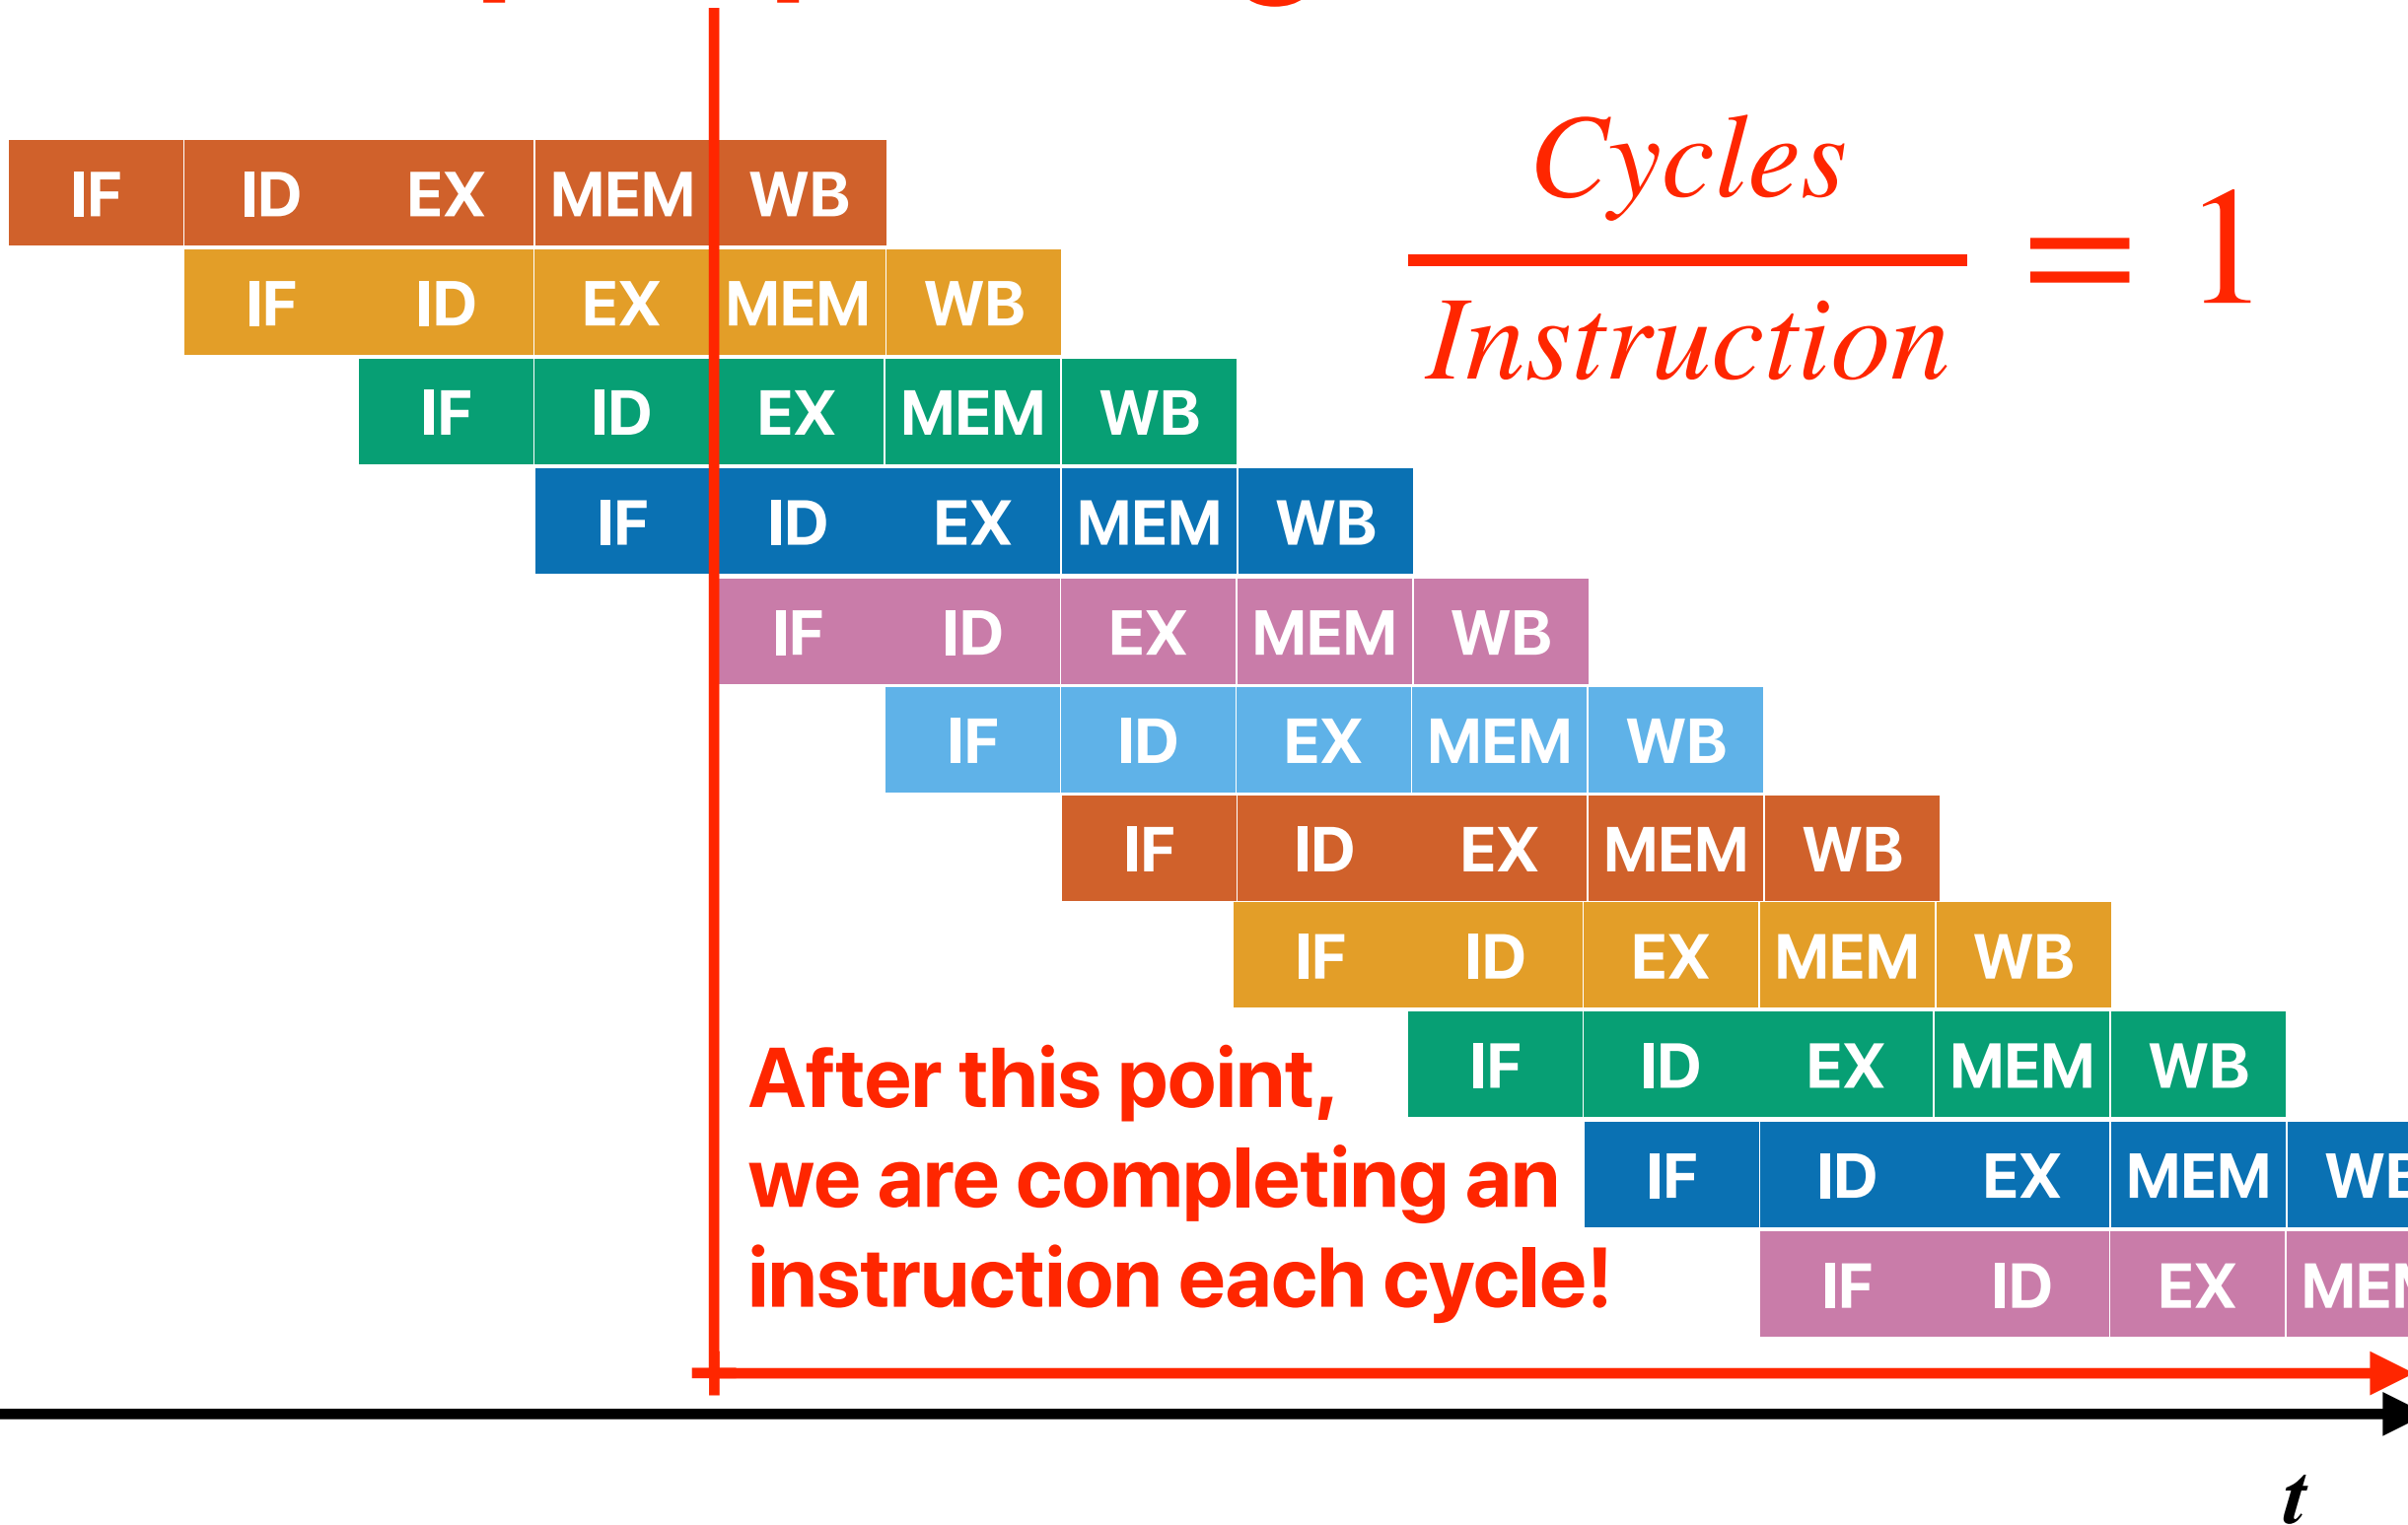 Cycles
Instruction
= 1
IF ID EX MEM WB
IF ID EX MEM WB
IF ID EX MEM WB
IF ID EX MEM WB
IF ID EX MEM WB
IF ID EX MEM WB
IF ID EX MEM WB
IF ID EX MEM WB
IF ID EX MEM WB
IF ID EX MEM
IF ID EX
After this point,
we are completing an
instruction each cycle!
t